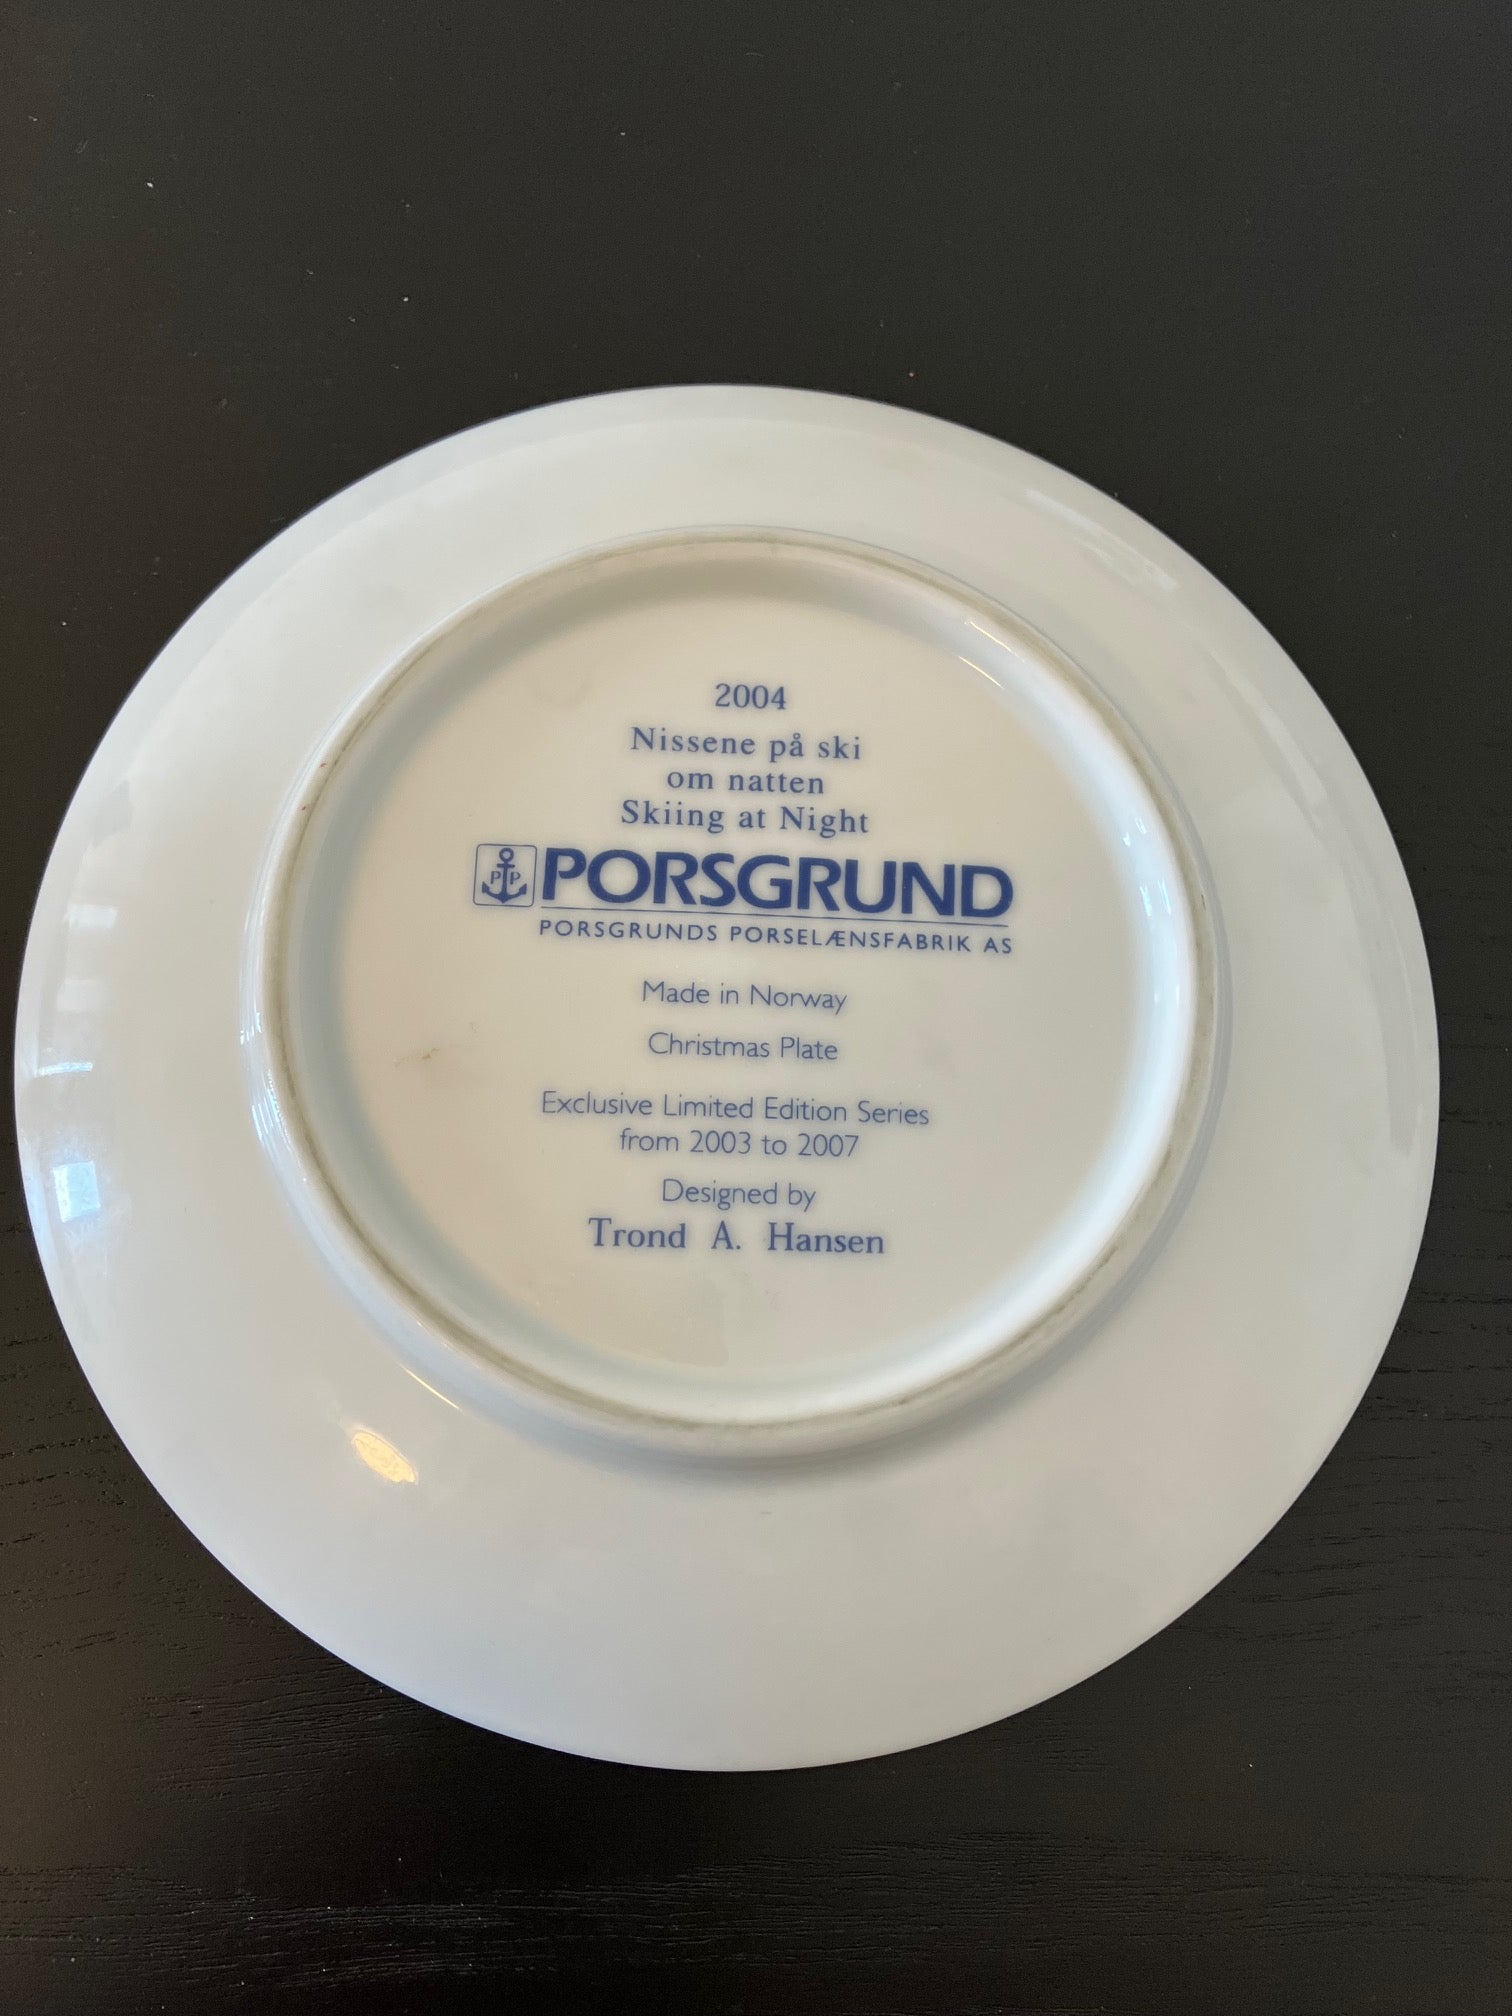 2004
Nissene på ski
om natten
Skiing at Night
PP PORSGRUND
PORSGRUNDS PORSELÆNSFABRIK AS
Made in Norway
Christmas Plate
Exclusive Limited Edition Series
from 2003 to 2007
Designed by
Trond A. Hansen